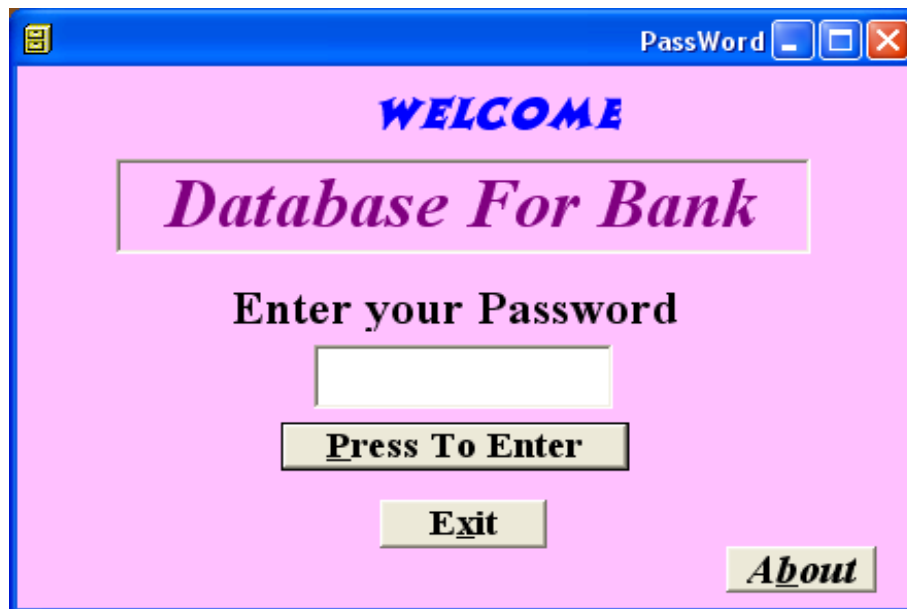 PassWord
WELCOME
Database For Bank
Enter your Password
Press To Enter
Exit
About